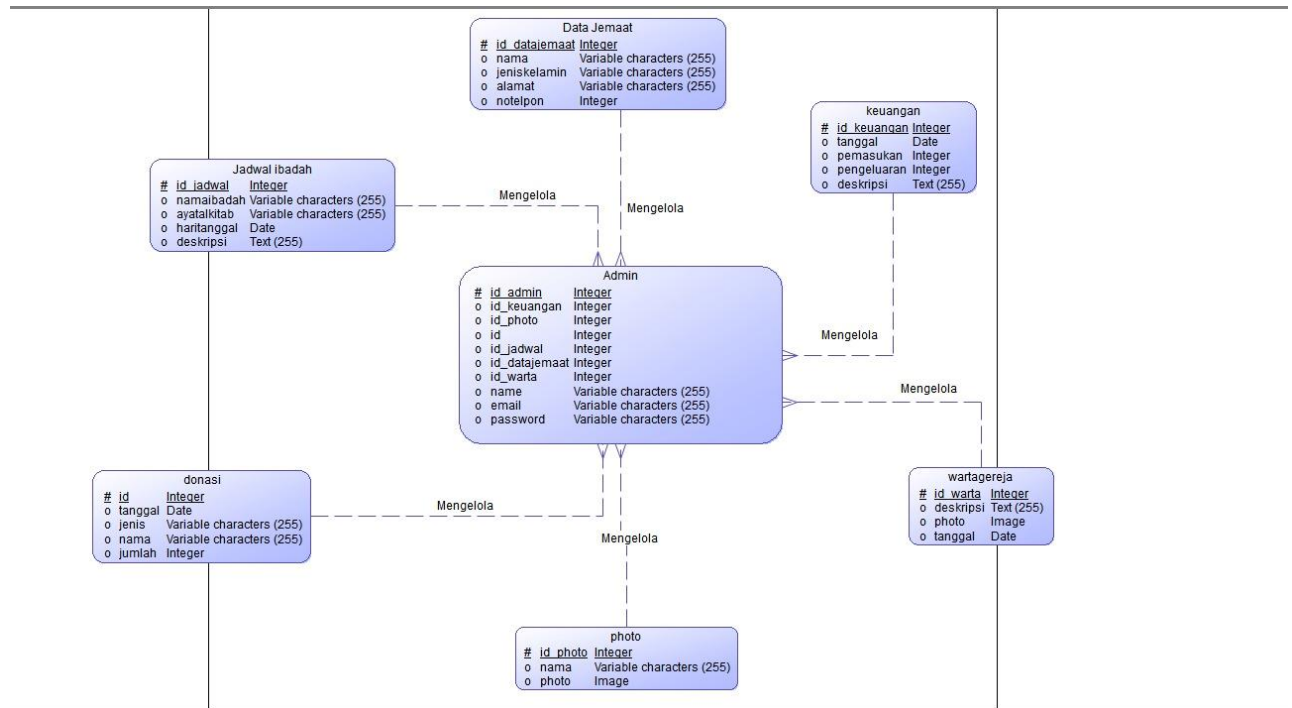 Data Jemaat
# id_datajemaat Integer
o nama Variable characters (255)
o jeniskelamin Variable characters (255)
o alamat Variable characters (255)
o notelpon Integer
keuangan
# id_keuangan Integer
o tanggal Date
o pemasukan Integer
o pengeluaran Integer
o deskripsi Text (255)
Jadwal ibadah
# id_jadwal Integer
o namaibadah Variable characters (255)
o ayatalkitab Variable characters (255)
o haritanggal Date
o deskripsi Text (255)
Mengelola
Mengelola
Admin
# id_admin Integer
o id_keuangan Integer
o id_photo Integer
o id Integer
o id_jadwal Integer
o id_datajemaat Integer
o id_warta Integer
o name Variable characters (255)
o email Variable characters (255)
o password Variable characters (255)
Mengelola
Mengelola
donasi
# id Integer
o tanggal Date
o jenis Variable characters (255)
o nama Variable characters (255)
o jumlah Integer
Mengelola
wartagereja
# id_warta Integer
o deskripsi Text (255)
o photo Image
o tanggal Date
Mengelola
photo
# id_photo Integer
o nama Variable characters (255)
o photo Image